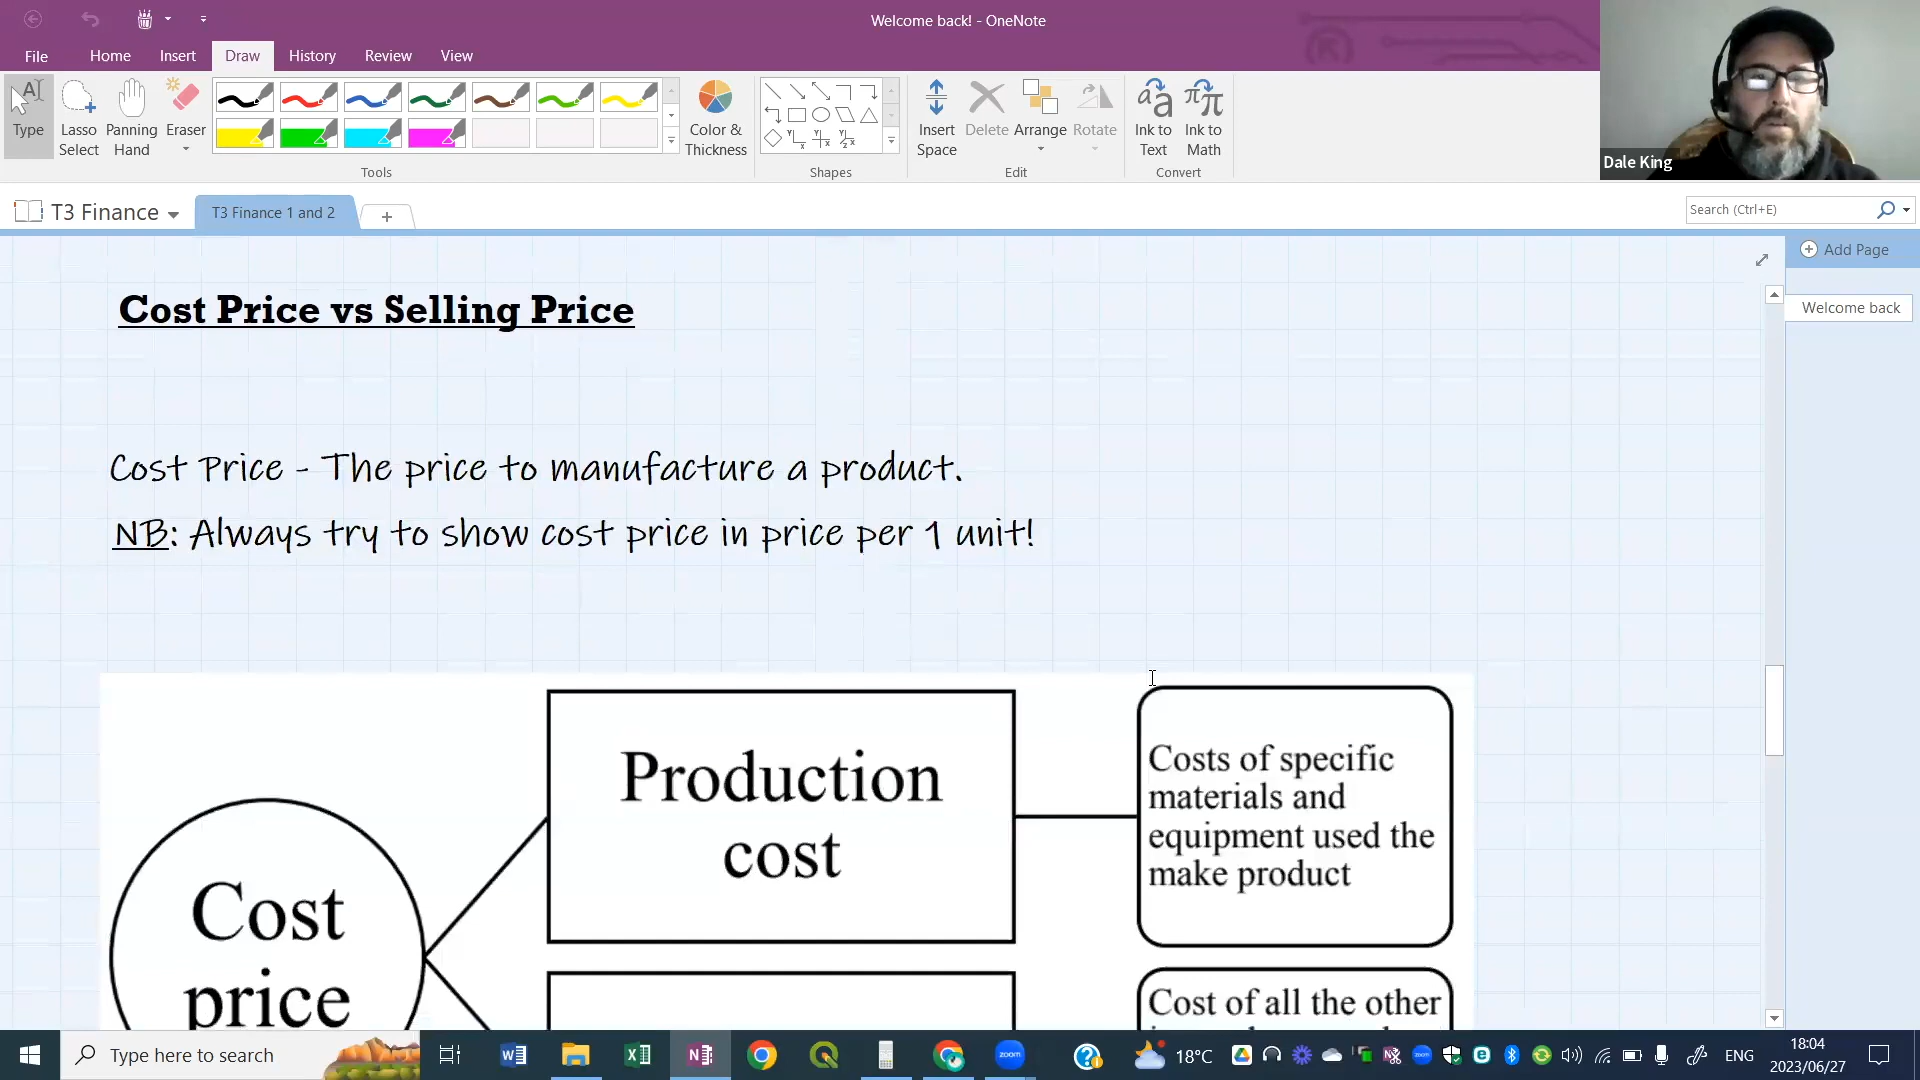 Welcome back! - OneNote
File
Home
Insert
Draw
History
Review
View
Type
Lasso
Select
Panning
Hand
Eraser
Color &
Thickness
Insert
Space
Delete
Arrange
Rotate
Ink to
Text
Ink to
Math
Tools
Shapes
Edit
Convert
Dale King
T3 Finance
T3 Finance 1 and 2
Search (Ctrl+E)
Add Page
Welcome back
Cost Price vs Selling Price
Cost Price - The price to manufacture a product.
NB: Always try to show cost price in price per 1 unit!
Cost
price
Production
cost
Costs of specific
materials and
equipment used the
make product
Cost of all the other
Type here to search
zoom
18°C
ENG
18:04
2023/06/27